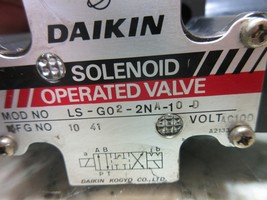 DAIKIN
SOLENOID
OPERATED VALVE
MOD NO LS-G02-2NA-10-D
MFG NO 10 41 VOLT AC100
a A B b
P T
DAIKIN KOGYO CO., LTD.